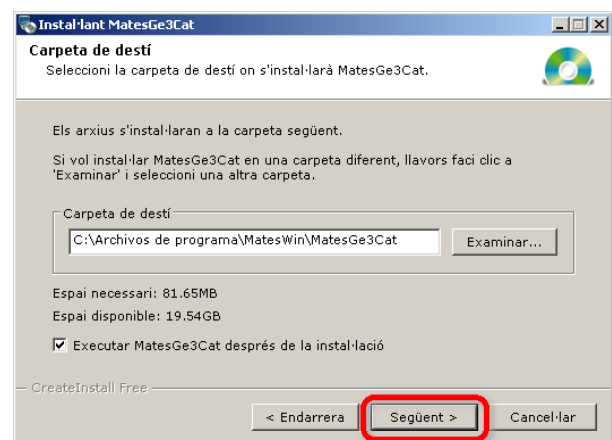 Instal·lant MatesGe3Cat
Carpeta de destí
Seleccioni la carpeta de destí on s'instal·larà MatesGe3Cat.
Els arxius s'instal·laran a la carpeta següent.
Si vol instal·lar MatesGe3Cat en una carpeta diferent, llavors faci clic a
'Examinar' i seleccioni una altra carpeta.
Carpeta de destí
C:\Archivos de programa\MatesWin\MatesGe3Cat
Examinar...
Espai necessari: 81.65MB
Espai disponible: 19.54GB
Executar MatesGe3Cat després de la instal·lació
CreateInstall Free
< Endarrera Següent > Cancel·lar